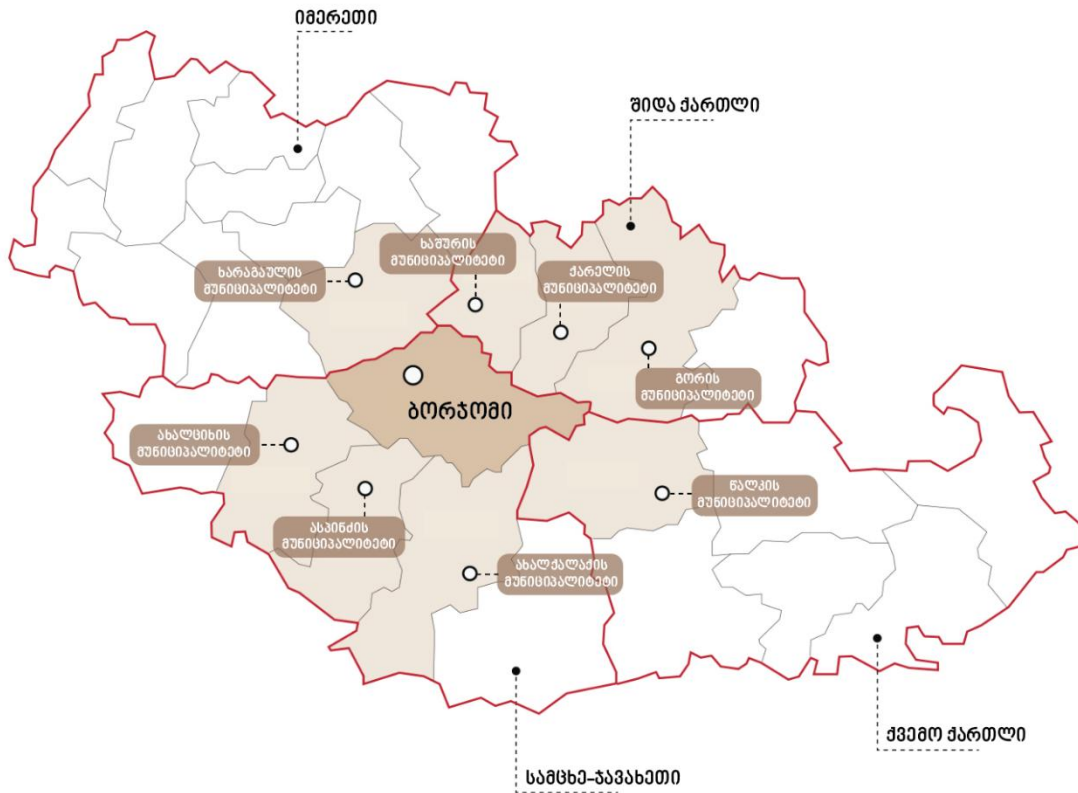 იმერეთი
შიდა ქართლი
ხაშურის
მუნიციპალიტეტი
ხარაგაულის
მუნიციპალიტეტი
ქარელის
მუნიციპალიტეტი
გორის
მუნიციპალიტეტი
ბორჯომი
ახალციხის
მუნიციპალიტეტი
წალკის
მუნიციპალიტეტი
ასპინძის
მუნიციპალიტეტი
ახალქალაქის
მუნიციპალიტეტი
ქვემო ქართლი
სამცხე-ჯავახეთი